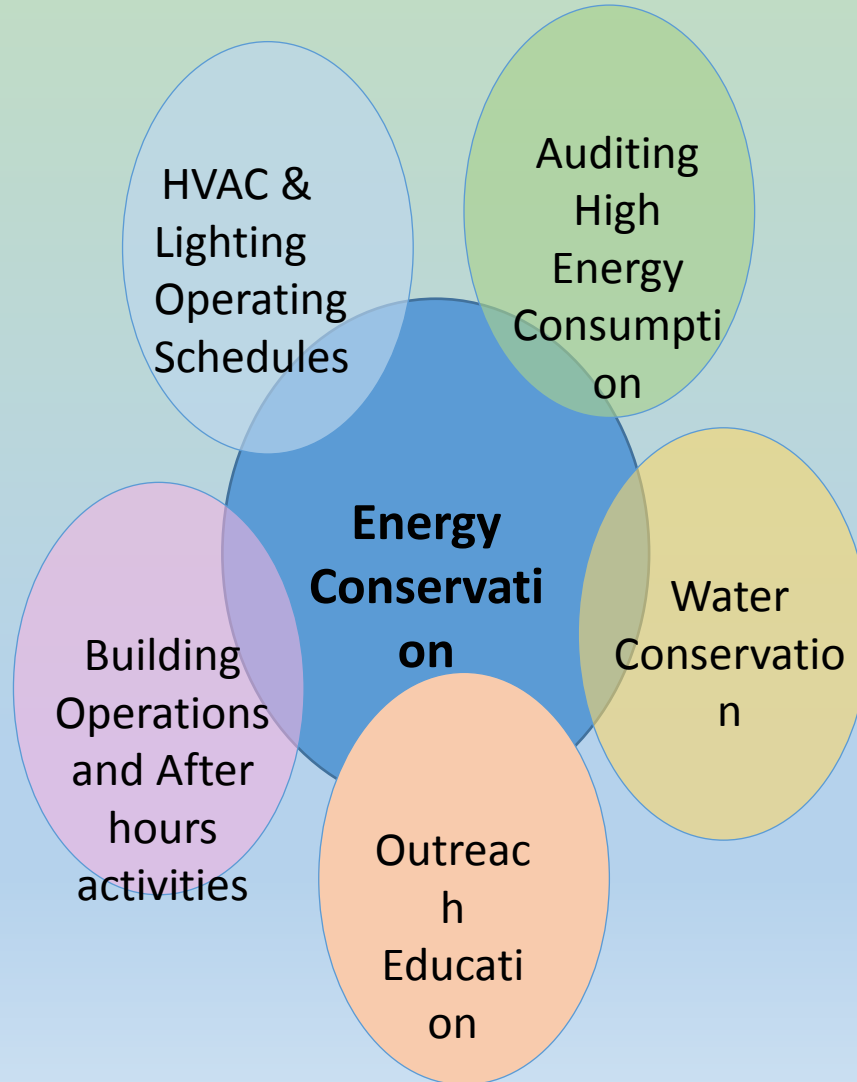 HVAC &
Lighting
Operating
Schedules
Auditing
High
Energy
Consumpti
on
Energy
Conservati
on
Water
Conservatio
n
Building
Operations
and After
hours
activities
Outreac
h
Educati
on